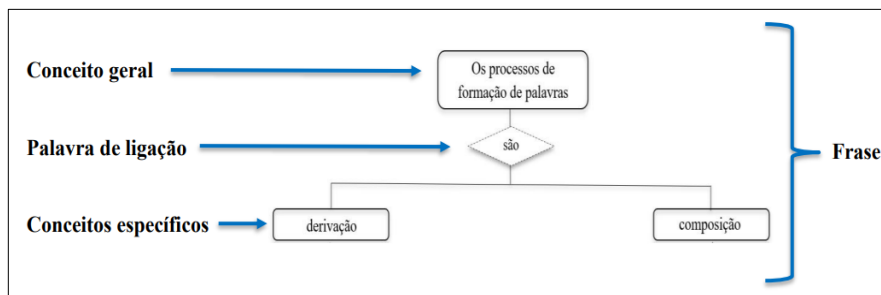 Conceito geral
Os processos de
formação de palavras
Palavra de ligação
são
Frase
Conceitos específicos
derivação
composição